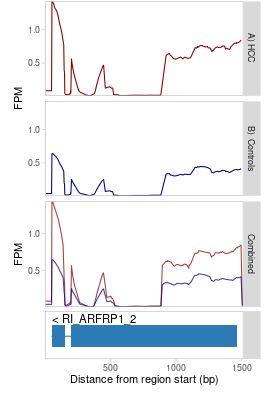 1.0
0.5
A) HCC
FPM
1.0
0.5
B) Controls
1.0
0.5
Combined
FPM
< RI_ARFRP1_2
500
1000
1500
Distance from region start (bp)